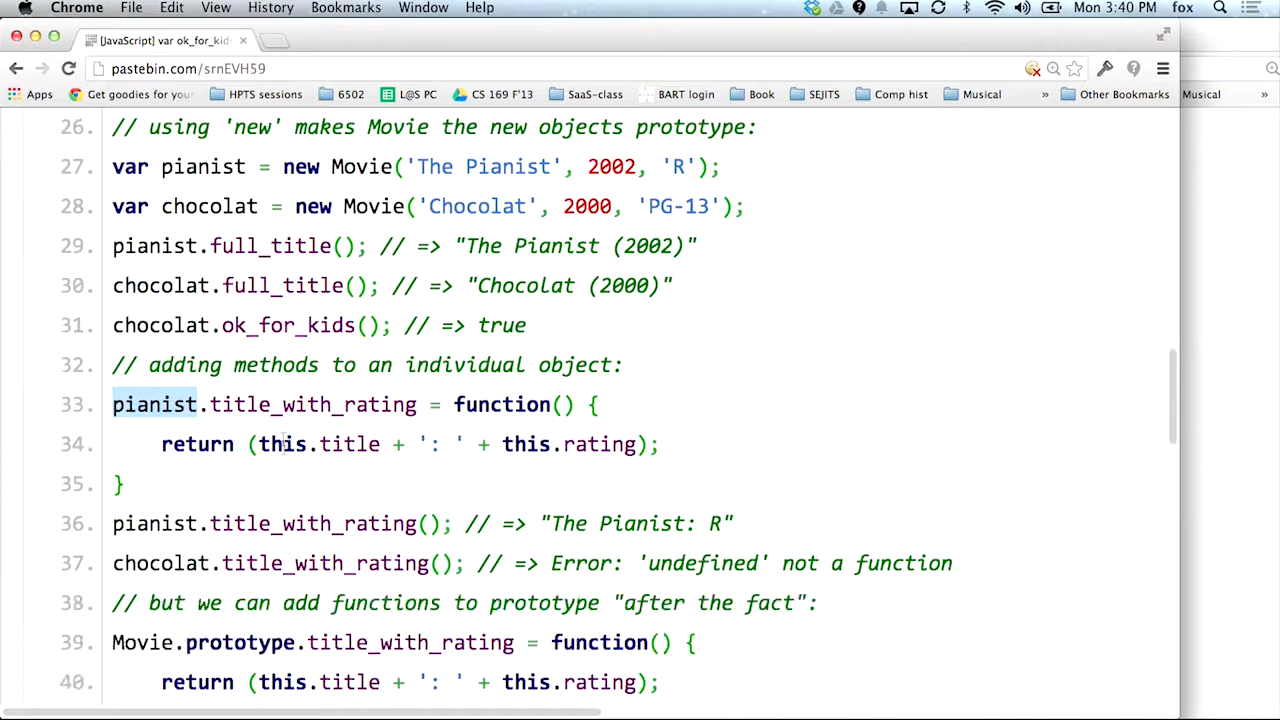 Chrome File Edit View History Bookmarks Window Help Mon 3:40 PM fox
[JavaScript] var ok_for_kids
pastebin.com/srnEVH59
Apps Get goodies for your HPTS sessions 6502 L@S PC CS 169 F'13 SaaS-class BART login Book SEJITS Comp hist Musical » Other Bookmarks Musical »
26. // using 'new' makes Movie the new objects prototype:
27. var pianist = new Movie('The Pianist', 2002, 'R');
28. var chocolat = new Movie('Chocolat', 2000, 'PG-13');
29. pianist.full_title(); // => "The Pianist (2002)"
30. chocolat.full_title(); // => "Chocolat (2000)"
31. chocolat.ok_for_kids(); // => true
32. // adding methods to an individual object:
33. pianist.title_with_rating = function() {
34. return (this.title + ': ' + this.rating);
35. }
36. pianist.title_with_rating(); // => "The Pianist: R"
37. chocolat.title_with_rating(); // => Error: 'undefined' not a function
38. // but we can add functions to prototype "after the fact":
39. Movie.prototype.title_with_rating = function() {
40. return (this.title + ': ' + this.rating);